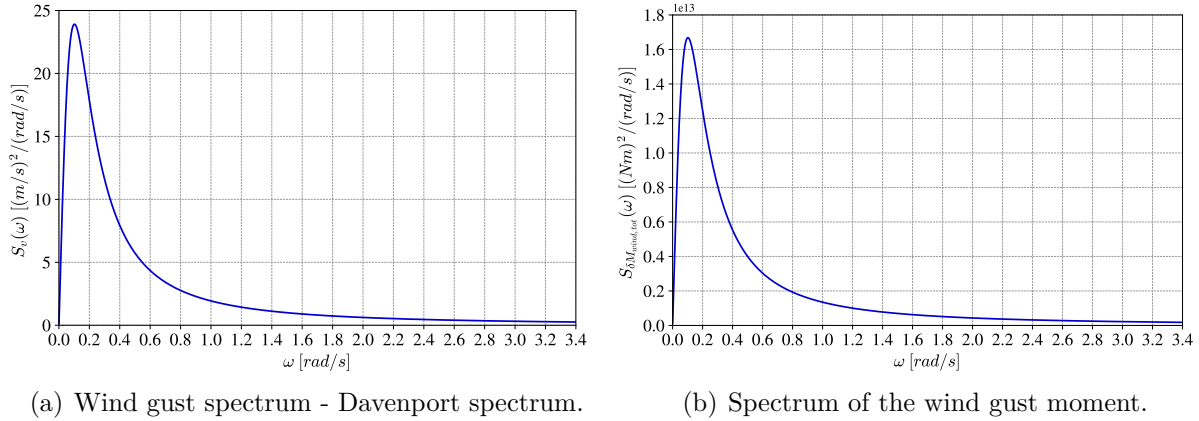 25
20
15
10
5
0
0.0 0.2 0.4 0.6 0.8 1.0 1.2 1.4 1.6 1.8 2.0 2.2 2.4 2.6 2.8 3.0 3.2 3.4
S_v(ω) [(m/s)^2/(rad/s)]
ω [rad/s]
(a) Wind gust spectrum - Davenport spectrum.
1e13
1.8
1.6
1.4
1.2
1.0
0.8
0.6
0.4
0.2
0.0
0.0 0.2 0.4 0.6 0.8 1.0 1.2 1.4 1.6 1.8 2.0 2.2 2.4 2.6 2.8 3.0 3.2 3.4
S_{δM_{wind,tot}}(ω) [(Nm)^2/(rad/s)]
ω [rad/s]
(b) Spectrum of the wind gust moment.